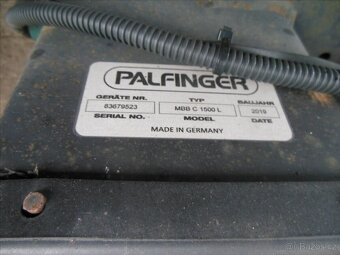 PALFINGER
GERÄTE NR. TYP BAUJAHR
83679523 MBB C 1500 L 2019
SERIAL NO. MODEL DATE
MADE IN GERMANY